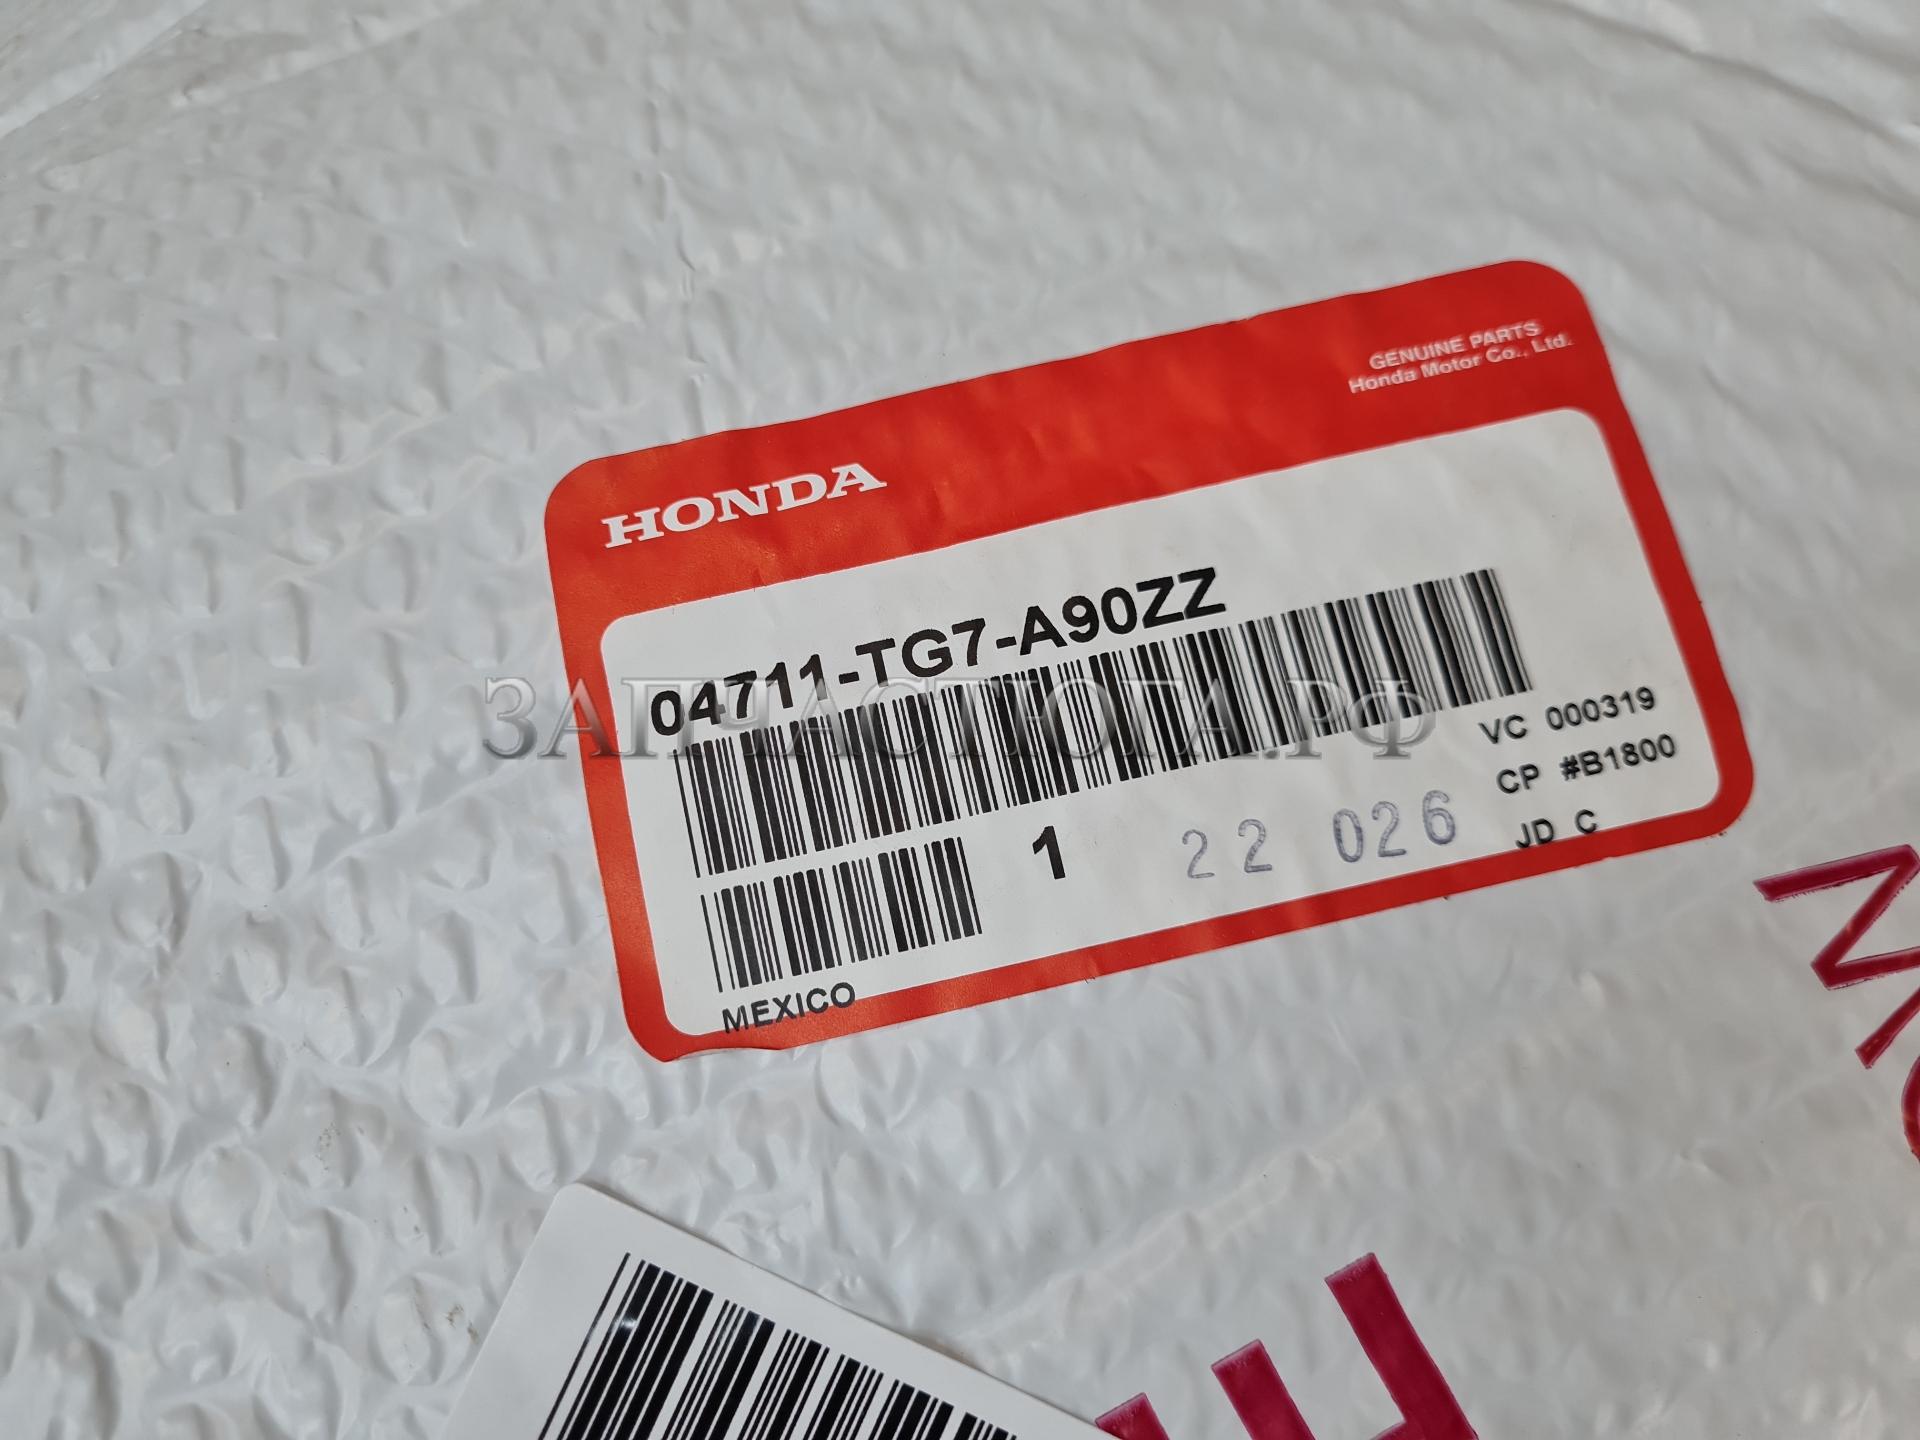 GENUINE PARTS
Honda Motor Co., Ltd.
HONDA
04711-TG7-A90ZZ
ЗАПЧАСТЮГА.РФ
VC 000319
CP #B1800
JD C
1
22 026
MEXICO